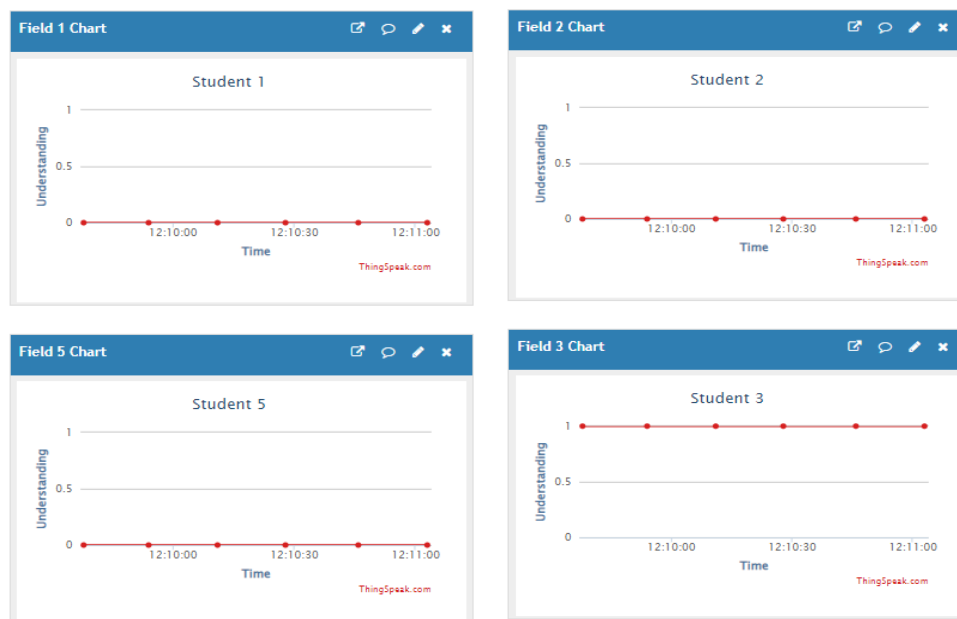 Field 1 Chart
Student 1
1
0.5
0
Understanding
12:10:00 12:10:30 12:11:00
Time
ThingSpeak.com
Field 2 Chart
Student 2
1
0.5
0
Understanding
12:10:00 12:10:30 12:11:00
Time
ThingSpeak.com
Field 5 Chart
Student 5
1
0.5
0
Understanding
12:10:00 12:10:30 12:11:00
Time
ThingSpeak.com
Field 3 Chart
Student 3
1
0.5
0
Understanding
12:10:00 12:10:30 12:11:00
Time
ThingSpeak.com